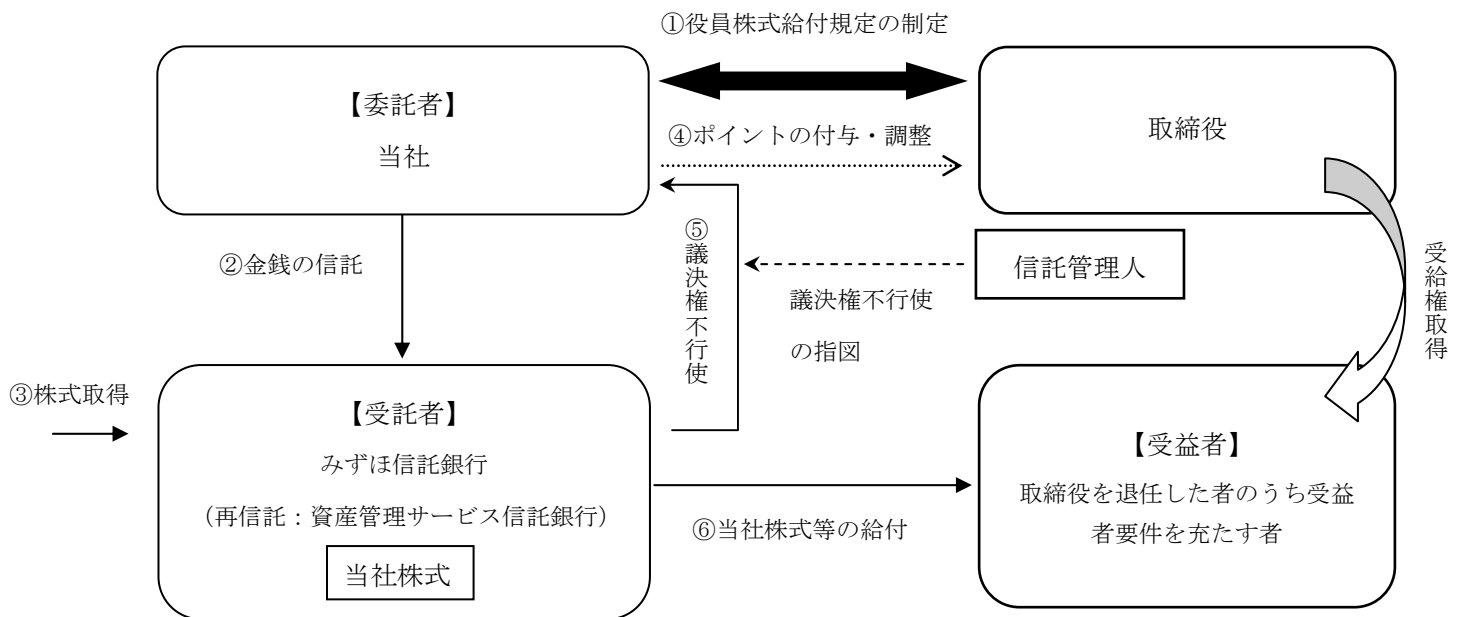 ①役員株式給付規定の制定
【委託者】
当社
取締役
④ポイントの付与・調整
②金銭の信託
⑤議決権不行使
信託管理人
議決権不行使
の指図
受給権取得
③株式取得
【受託者】
みずほ信託銀行
（再信託：資産管理サービス信託銀行）
当社株式
⑥当社株式等の給付
【受益者】
取締役を退任した者のうち受益
者要件を充たす者